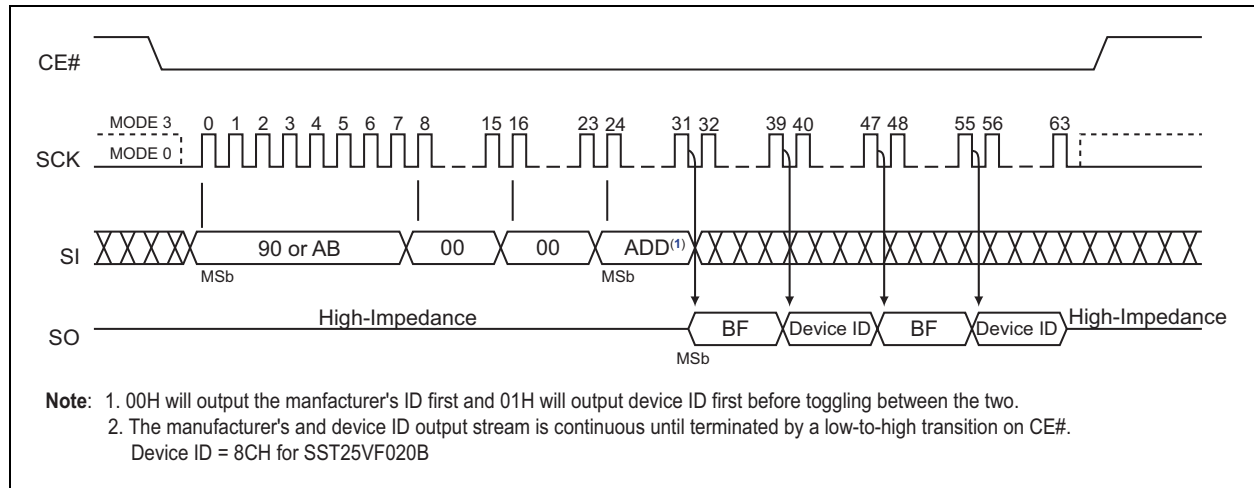 CE#
MODE 3
MODE 0
SCK
0 1 2 3 4 5 6 7 8 15 16 23 24 31 32 39 40 47 48 55 56 63
SI
90 or AB 00 00 ADD(1)
MSb MSb
SO
High-Impedance BF Device ID BF Device ID High-Impedance
MSb
Note: 1. 00H will output the manfacturer's ID first and 01H will output device ID first before toggling between the two.
2. The manufacturer's and device ID output stream is continuous until terminated by a low-to-high transition on CE#.
Device ID = 8CH for SST25VF020B